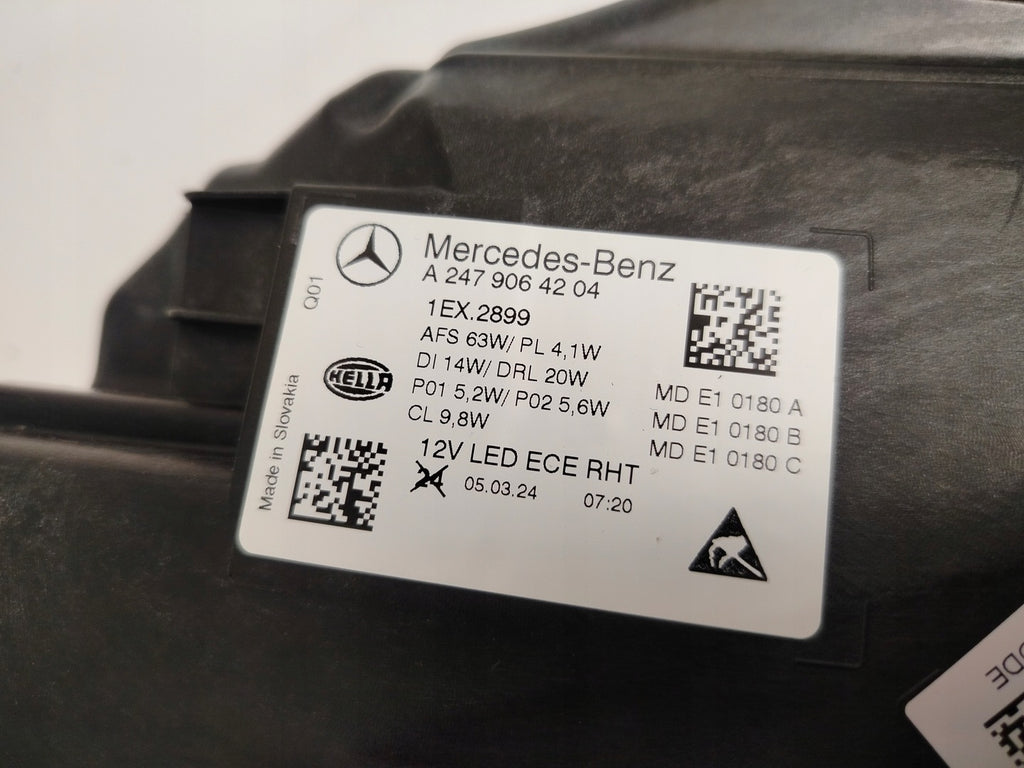 Mercedes-Benz
A 247 906 42 04
Q01
1EX.2899
AFS 63W/ PL 4,1W
DI 14W/ DRL 20W
P01 5,2W/ P02 5,6W
CL 9,8W
HELLA
MD E1 0180 A
MD E1 0180 B
MD E1 0180 C
12V LED ECE RHT
24 05.03.24 07:20
Made in Slovakia